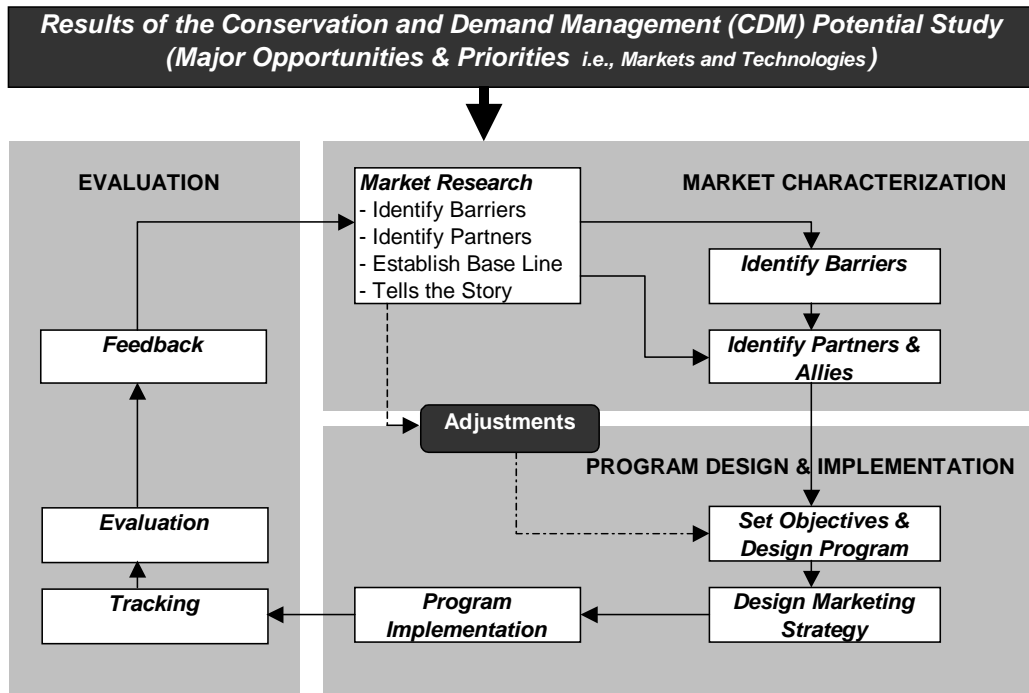 Results of the Conservation and Demand Management (CDM) Potential Study
(Major Opportunities & Priorities i.e., Markets and Technologies)
EVALUATION
MARKET CHARACTERIZATION
Market Research
- Identify Barriers
- Identify Partners
- Establish Base Line
- Tells the Story
Identify Barriers
Identify Partners &
Allies
Feedback
Adjustments
PROGRAM DESIGN & IMPLEMENTATION
Set Objectives &
Design Program
Evaluation
Tracking
Program
Implementation
Design Marketing
Strategy